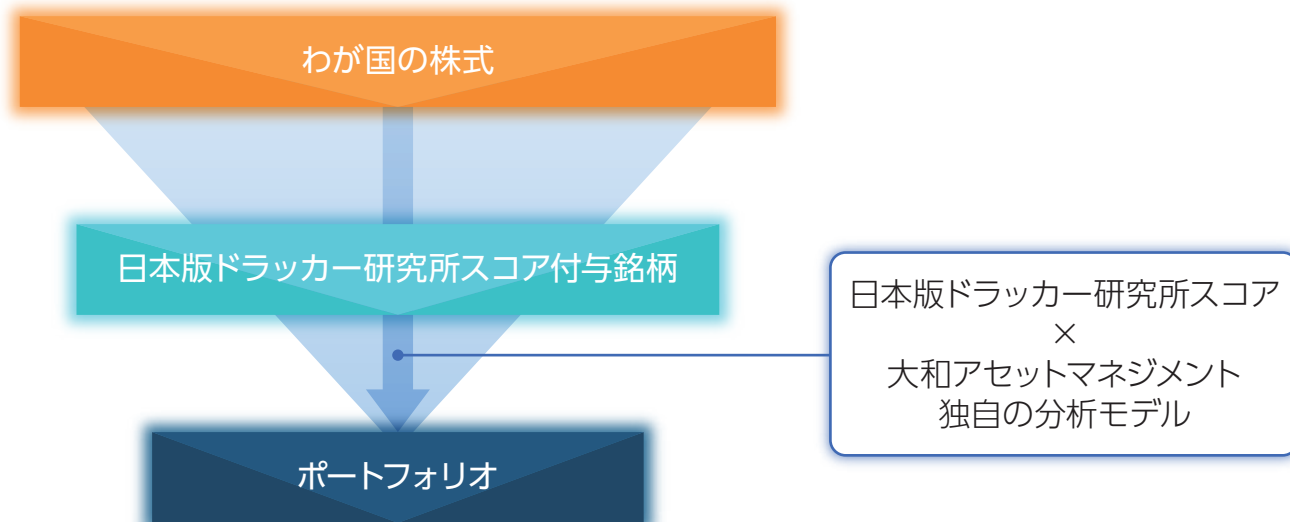 わが国の株式
日本版ドラッカー研究所スコア付与銘柄
日本版ドラッカー研究所スコア
×
大和アセットマネジメント
独自の分析モデル
ポートフォリオ